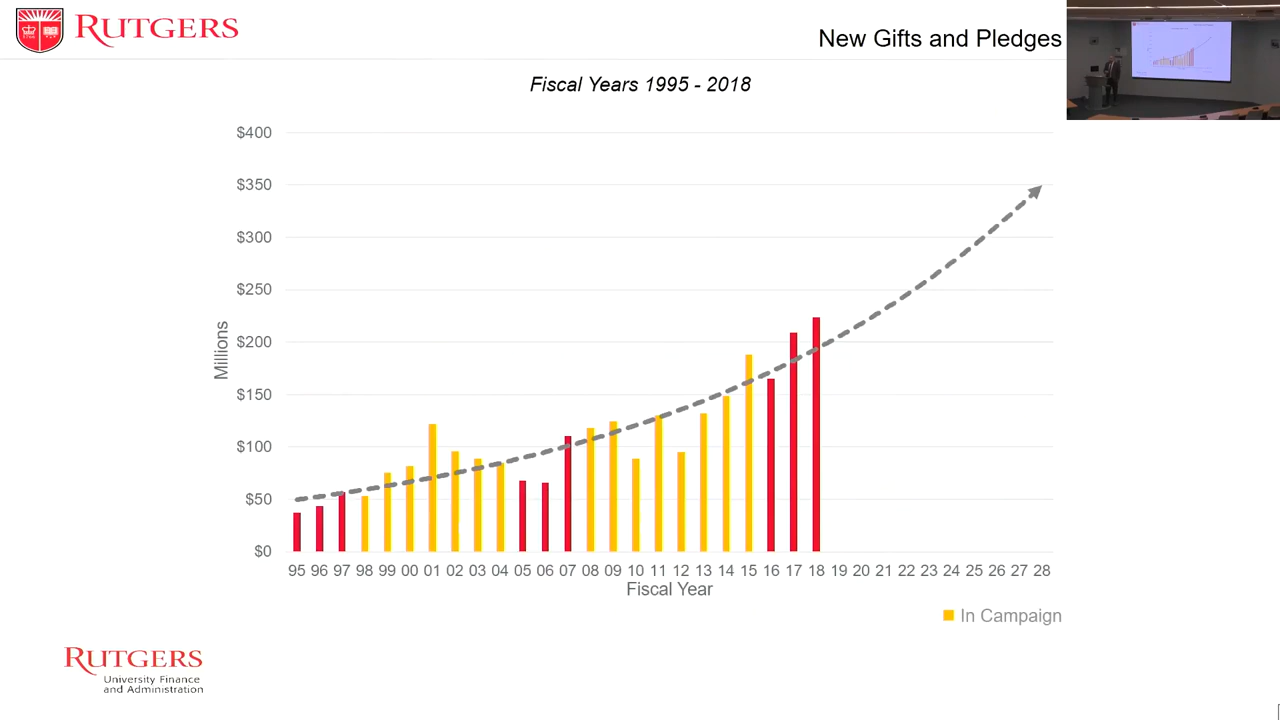 RUTGERS
New Gifts and Pledges
Fiscal Years 1995 - 2018
$400
$350
$300
$250
$200
$150
$100
$50
$0
Millions
95 96 97 98 99 00 01 02 03 04 05 06 07 08 09 10 11 12 13 14 15 16 17 18 19 20 21 22 23 24 25 26 27 28
Fiscal Year
In Campaign
RUTGERS
University Finance
and Administration